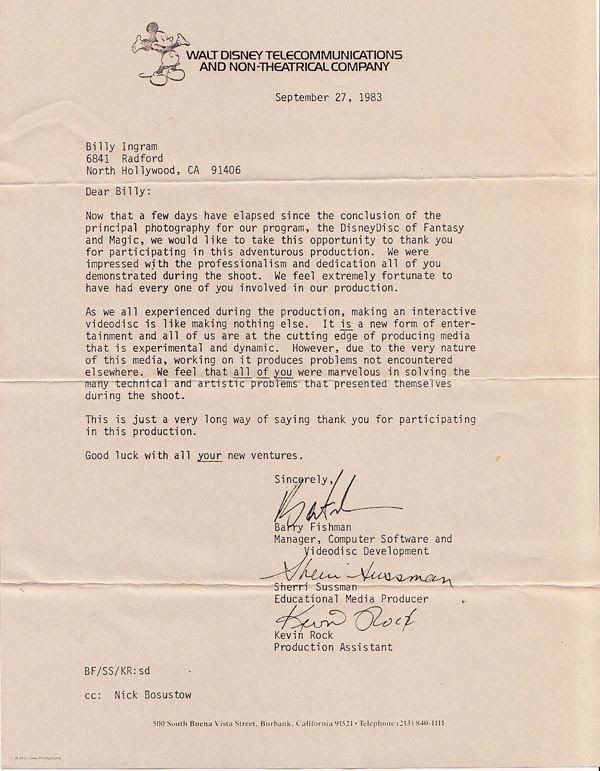 WALT DISNEY TELECOMMUNICATIONS
AND NON-THEATRICAL COMPANY
September 27, 1983
Billy Ingram
6841 Radford
North Hollywood, CA 91406
Dear Billy:
Now that a few days have elapsed since the conclusion of the
principal photography for our program, the DisneyDisc of Fantasy
and Magic, we would like to take this opportunity to thank you
for participating in this adventurous production. We were
impressed with the professionalism and dedication all of you
demonstrated during the shoot. We feel extremely fortunate to
have had every one of you involved in our production.
As we all experienced during the production, making an interactive
videodisc is like making nothing else. It is a new form of enter-
tainment and all of us are at the cutting edge of producing media
that is experimental and dynamic. However, due to the very nature
of this media, working on it produces problems not encountered
elsewhere. We feel that all of you were marvelous in solving the
many technical and artistic problems that presented themselves
during the shoot.
This is just a very long way of saying thank you for participating
in this production.
Good luck with all your new ventures.
Sincerely,
Barry Fishman
Manager, Computer Software and
Videodisc Development
Sherri Sussman
Sherri Sussman
Educational Media Producer
Kevin Rock
Kevin Rock
Production Assistant
BF/SS/KR:sd
cc: Nick Bosustow
500 South Buena Vista Street, Burbank, California 91521 • Telephone (213) 840-1111